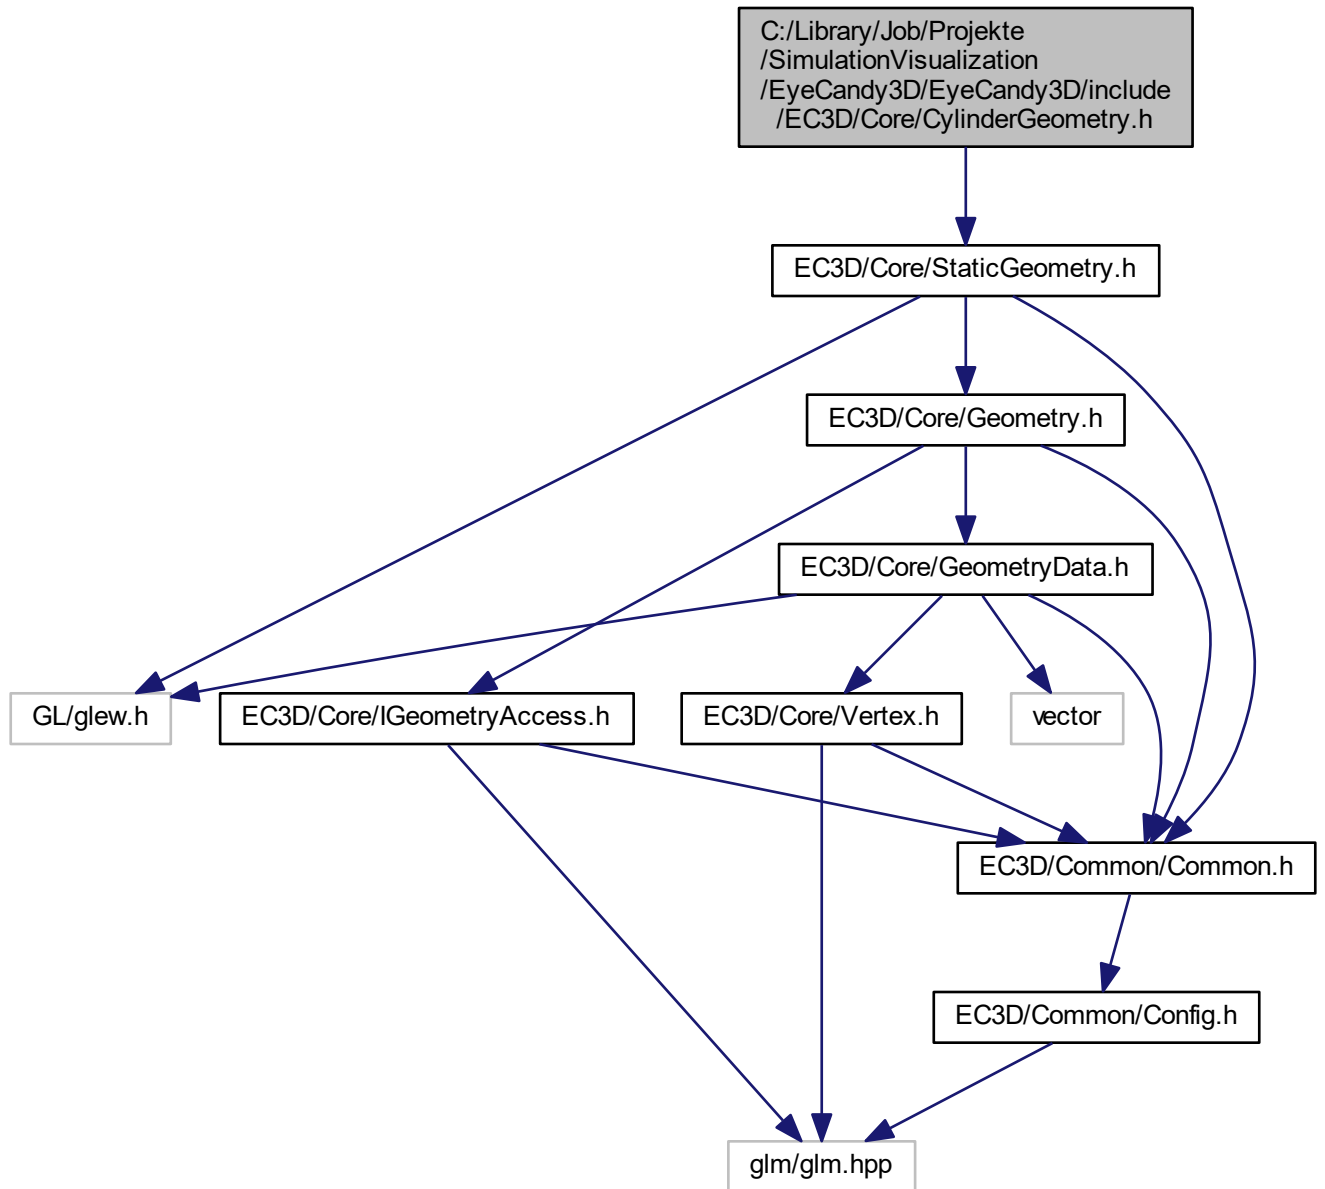 C:/Library/Job/Projekte
/SimulationVisualization
/EyeCandy3D/EyeCandy3D/include
/EC3D/Core/CylinderGeometry.h
EC3D/Core/StaticGeometry.h
EC3D/Core/Geometry.h
EC3D/Core/GeometryData.h
GL/glew.h
EC3D/Core/IGeometryAccess.h
EC3D/Core/Vertex.h
vector
EC3D/Common/Common.h
EC3D/Common/Config.h
glm/glm.hpp